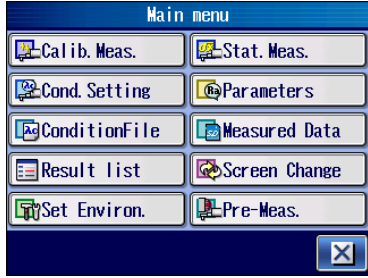 Main menu
Calib. Meas. Stat. Meas.
Cond. Setting Parameters
ConditionFile Measured Data
Result list Screen Change
Set Environ. Pre-Meas.